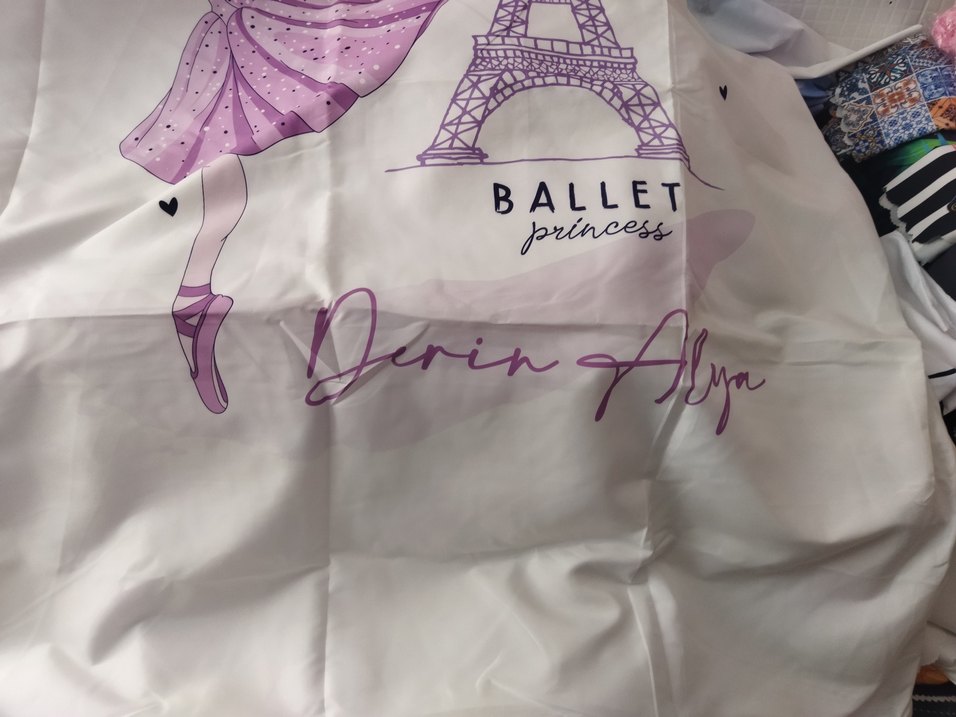 BALLET
princess
Derin Alya